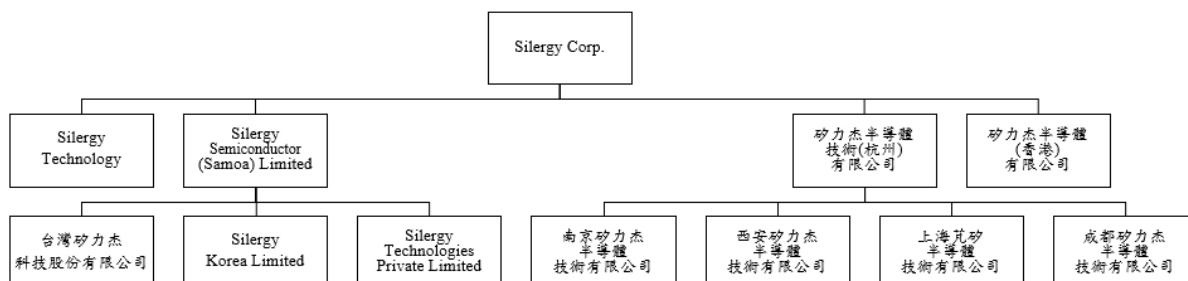 Silergy Corp.
Silergy
Technology
Silergy
Semiconductor
(Samoa) Limited
矽力杰半導體
技術(杭州)
有限公司
矽力杰半導體
(香港)
有限公司
台灣矽力杰
科技股份有限公司
Silergy
Korea Limited
Silergy
Technologies
Private Limited
南京矽力杰
半導體
技術有限公司
西安矽力杰
半導體
技術有限公司
上海芃矽
半導體
技術有限公司
成都矽力杰
半導體
技術有限公司